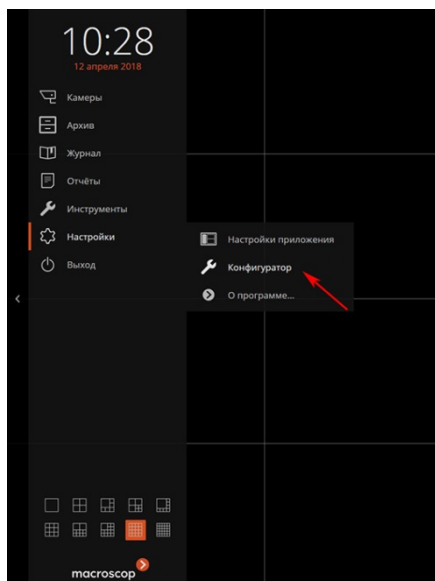 10:28
12 апреля 2018
Камеры
Архив
Журнал
Отчёты
Инструменты
Настройки
Настройки приложения
Конфигуратор
Выход
О программе...
macroscop